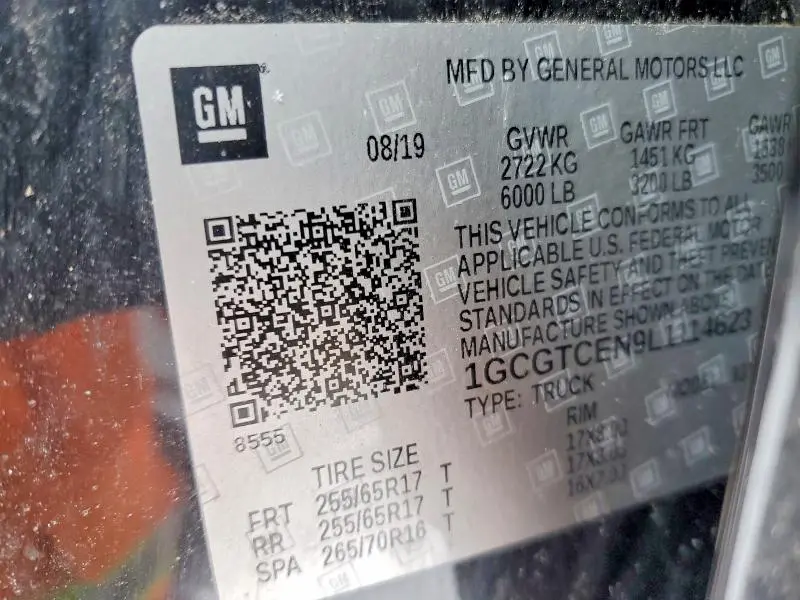 GM
MFD BY GENERAL MOTORS LLC
08/19
GVWR GAWR FRT GAWR
2722 KG 1451 KG
6000 LB 3200 LB 3500
THIS VEHICLE CONFORMS TO ALL
APPLICABLE U.S. FEDERAL MOTOR
VEHICLE SAFETY AND THEFT PREVEN
STANDARDS IN EFFECT ON THE DATE
MANUFACTURE SHOWN ABOVE
TYPE: TRUCK
8555
TIRE SIZE RIM
FRT 255/65R17 T
RR 255/65R17 T
SPA 265/70R16 T